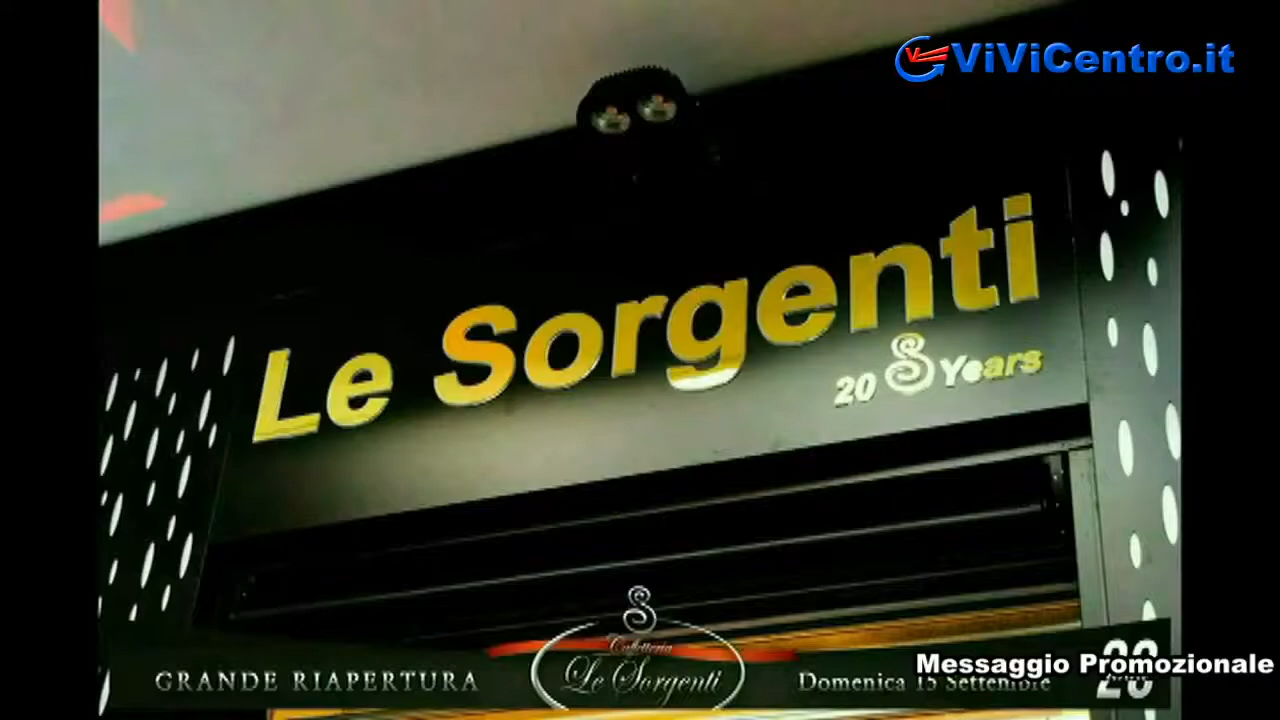 ViViCentro.it
Le Sorgenti
20 S Years
Caffetteria
GRANDE RIAPERTURA
Le Sorgenti
Domenica 15 Settembre
Messaggio Promozionale